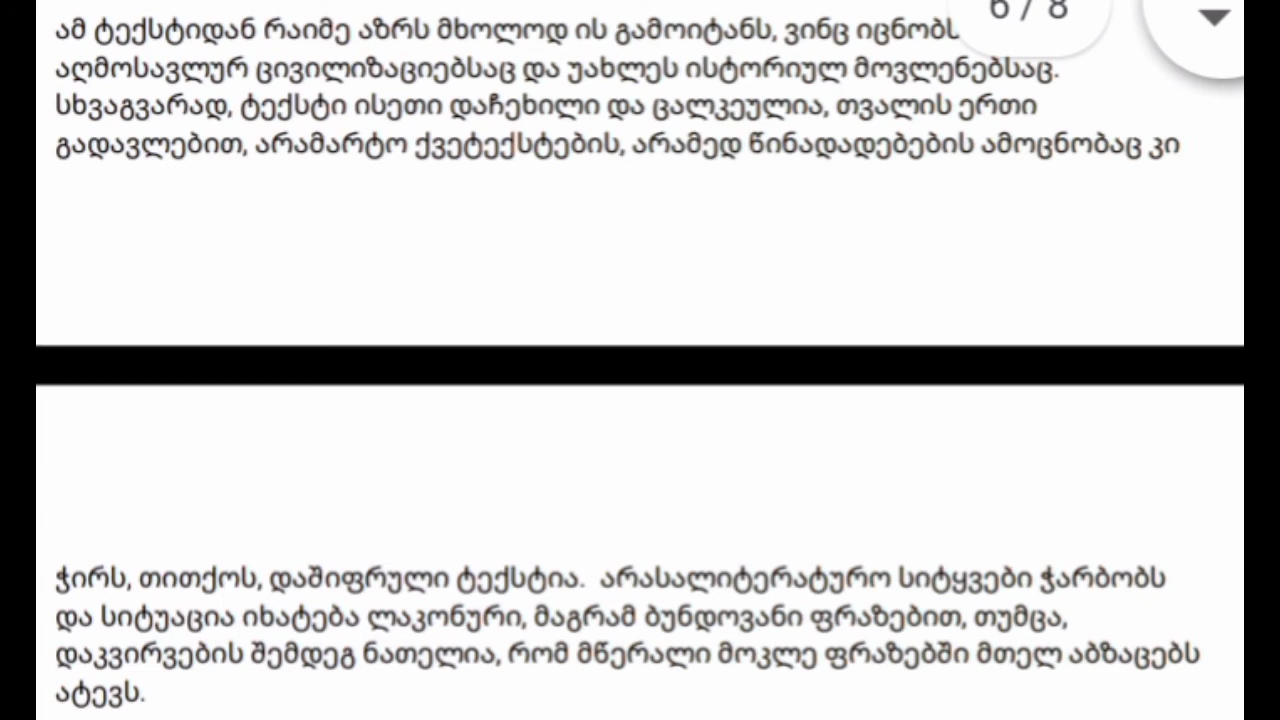 ამ ტექსტიდან რაიმე აზრს მხოლოდ ის გამოიტანს, ვინც იცნობს
6 / 8
აღმოსავლურ ცივილიზაციებსაც და უახლეს ისტორიულ მოვლენებსაც.
სხვაგვარად, ტექსტი ისეთი დაჩეხილი და ცალკეულია, თვალის ერთი
გადავლებით, არამარტო ქვეტექსტების, არამედ წინადადებების ამოცნობაც კი
ჭირს, თითქოს, დაშიფრული ტექსტია. არასალიტერატურო სიტყვები ჭარბობს
და სიტუაცია იხატება ლაკონური, მაგრამ ბუნდოვანი ფრაზებით, თუმცა,
დაკვირვების შემდეგ ნათელია, რომ მწერალი მოკლე ფრაზებში მთელ აბზაცებს
ატევს.